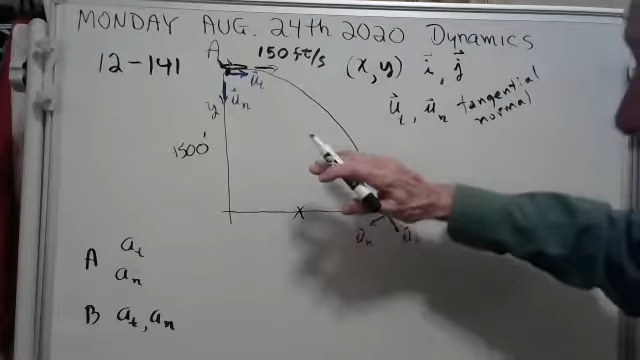 MONDAY AUG. 24th 2020 Dynamics
12-141
A 150 ft/s (x, y) i, j
u_t
u_n
y
u_t, u_n tangential
normal
1500'
x
u_n u_t
A a_t
a_n
B a_t, a_n